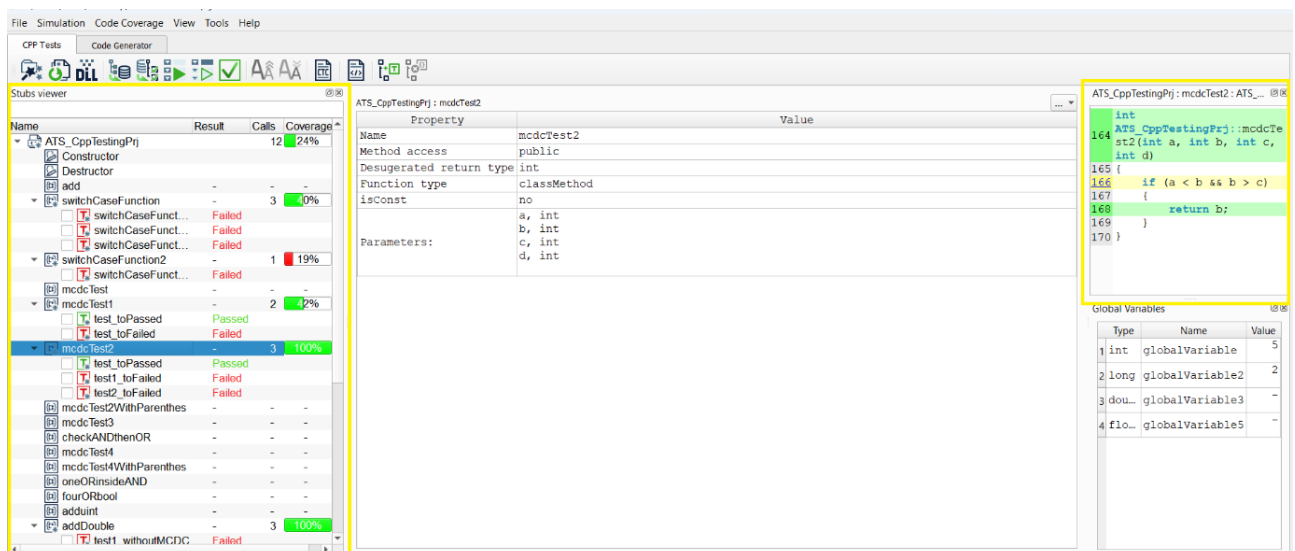 File Simulation Code Coverage View Tools Help
CPP Tests Code Generator
DLL
Stubs viewer
Name Result Calls Coverage
ATS_CppTestingPrj 12 24%
Constructor
Destructor
add - - -
switchCaseFunction - 3 40%
switchCaseFunct... Failed
switchCaseFunct... Failed
switchCaseFunct... Failed
switchCaseFunction2 - 1 19%
switchCaseFunct... Failed
mcdcTest - - -
mcdcTest1 - 2 42%
test_toPassed Passed
test_toFailed Failed
mcdcTest2 - 3 100%
test_toPassed Passed
test1_toFailed Failed
test2_toFailed Failed
mcdcTest2WithParenthes - - -
mcdcTest3 - - -
checkANDthenOR - - -
mcdcTest4 - - -
mcdcTest4WithParenthes - - -
oneORinsideAND - - -
fourORbool - - -
adduint - - -
addDouble - 3 100%
test1_withoutMCDC Failed
ATS_CppTestingPrj : mcdcTest2 ...
Property Value
Name mcdcTest2
Method access public
Desugerated return type int
Function type classMethod
isConst no
Parameters:
a, int
b, int
c, int
d, int
ATS_CppTestingPrj : mcdcTest2 : ATS_...
164 int
ATS_CppTestingPrj::mcdcTe
st2(int a, int b, int c,
int d)
165 {
166 if (a < b && b > c)
167 {
168 return b;
169 }
170 }
Global Variables
Type Name Value
1 int globalVariable 5
2 long globalVariable2 2
3 dou... globalVariable3 -
4 flo... globalVariable5 -